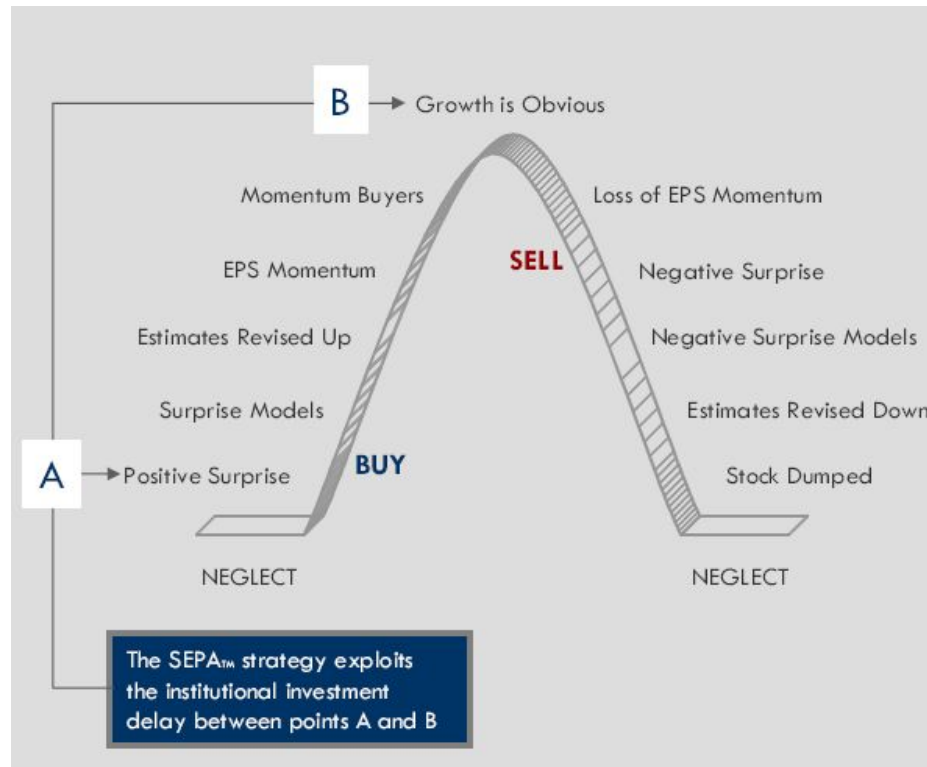 B
Growth is Obvious
Momentum Buyers
Loss of EPS Momentum
EPS Momentum
SELL
Negative Surprise
Estimates Revised Up
Negative Surprise Models
Surprise Models
Estimates Revised Down
A
Positive Surprise
BUY
Stock Dumped
NEGLECT
NEGLECT
The SEPA™ strategy exploits
the institutional investment
delay between points A and B